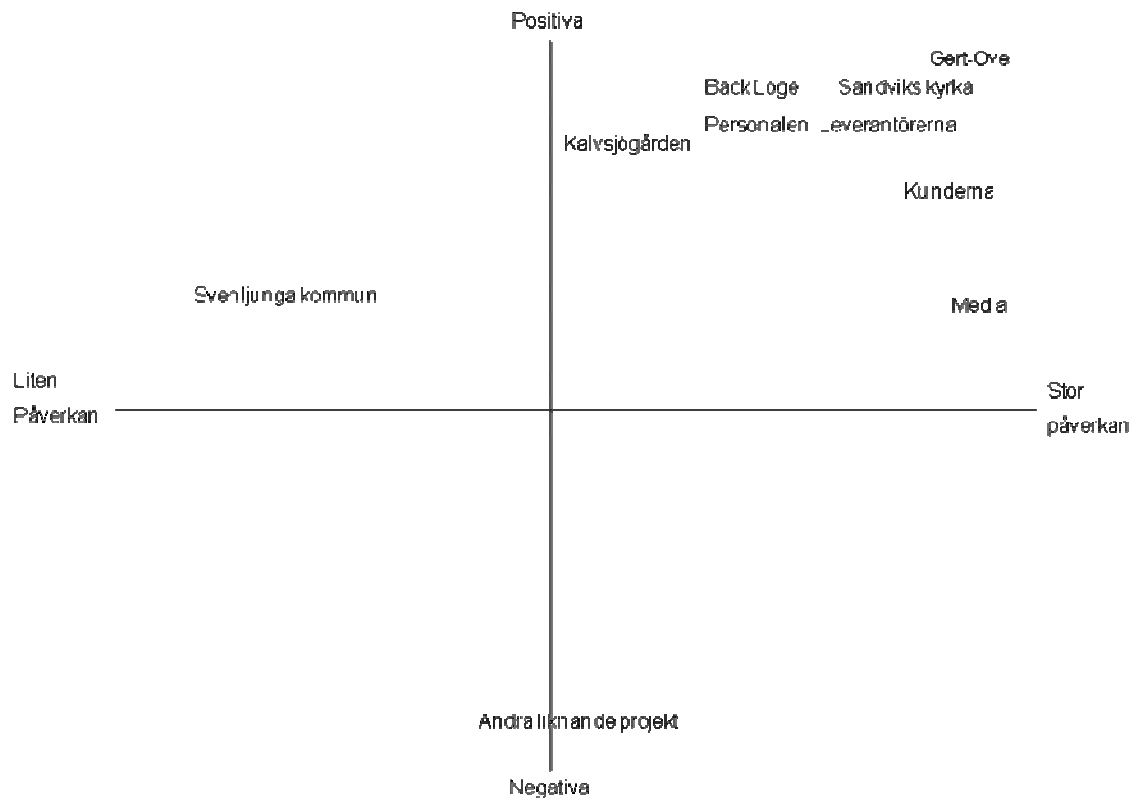 Positiva
Gert-Ove
Back Loge Sandviks kyrka
Personalen Leverantörerna
Kalvsjögården
Kunderna
Svenljunga kommun
Media
Liten
Påverkan
Stor
påverkan
Andra liknande projekt
Negativa